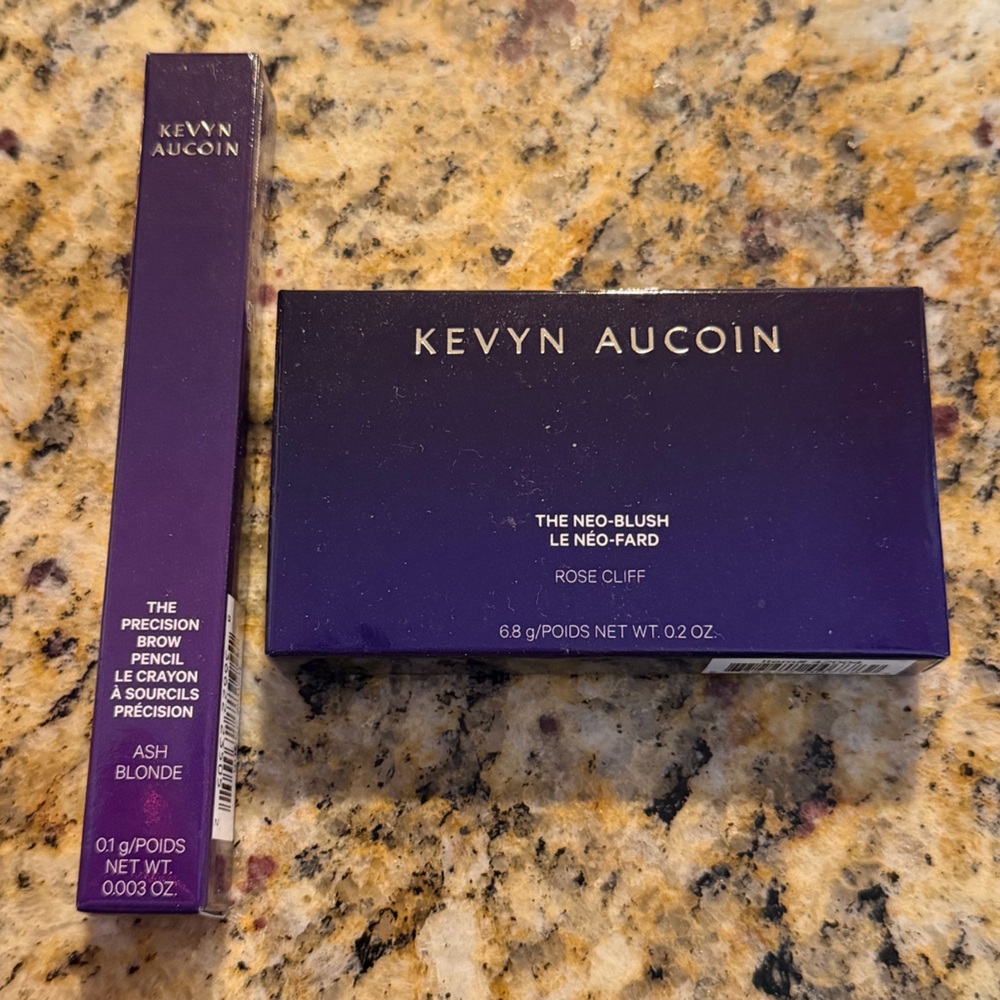 KEVYN
AUCOIN
THE
PRECISION
BROW
PENCIL
LE CRAYON
À SOURCILS
PRÉCISION
ASH
BLONDE
0.1 g/POIDS
NET WT.
0.003 OZ.
KEVYN AUCOIN
THE NEO-BLUSH
LE NÉO-FARD
ROSE CLIFF
6.8 g/POIDS NET WT. 0.2 OZ.